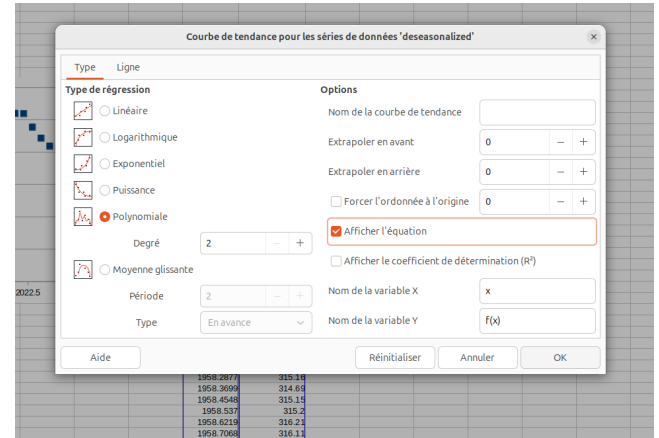 Courbe de tendance pour les séries de données 'deseasonalized'
Type Ligne
Type de régression
Linéaire
Logarithmique
Exponentiel
Puissance
Polynomiale
Degré 2
Moyenne glissante
Période 2
Type En avance
Options
Nom de la courbe de tendance
Extrapoler en avant 0
Extrapoler en arrière 0
Forcer l'ordonnée à l'origine 0
Afficher l'équation
Afficher le coefficient de détermination (R²)
Nom de la variable X x
Nom de la variable Y f(x)
Aide Réinitialiser Annuler OK
2022.5
1958.2877 315.16
1958.3699 314.69
1958.4548 315.15
1958.537 315.2
1958.6219 316.21
1958.7068 316.11